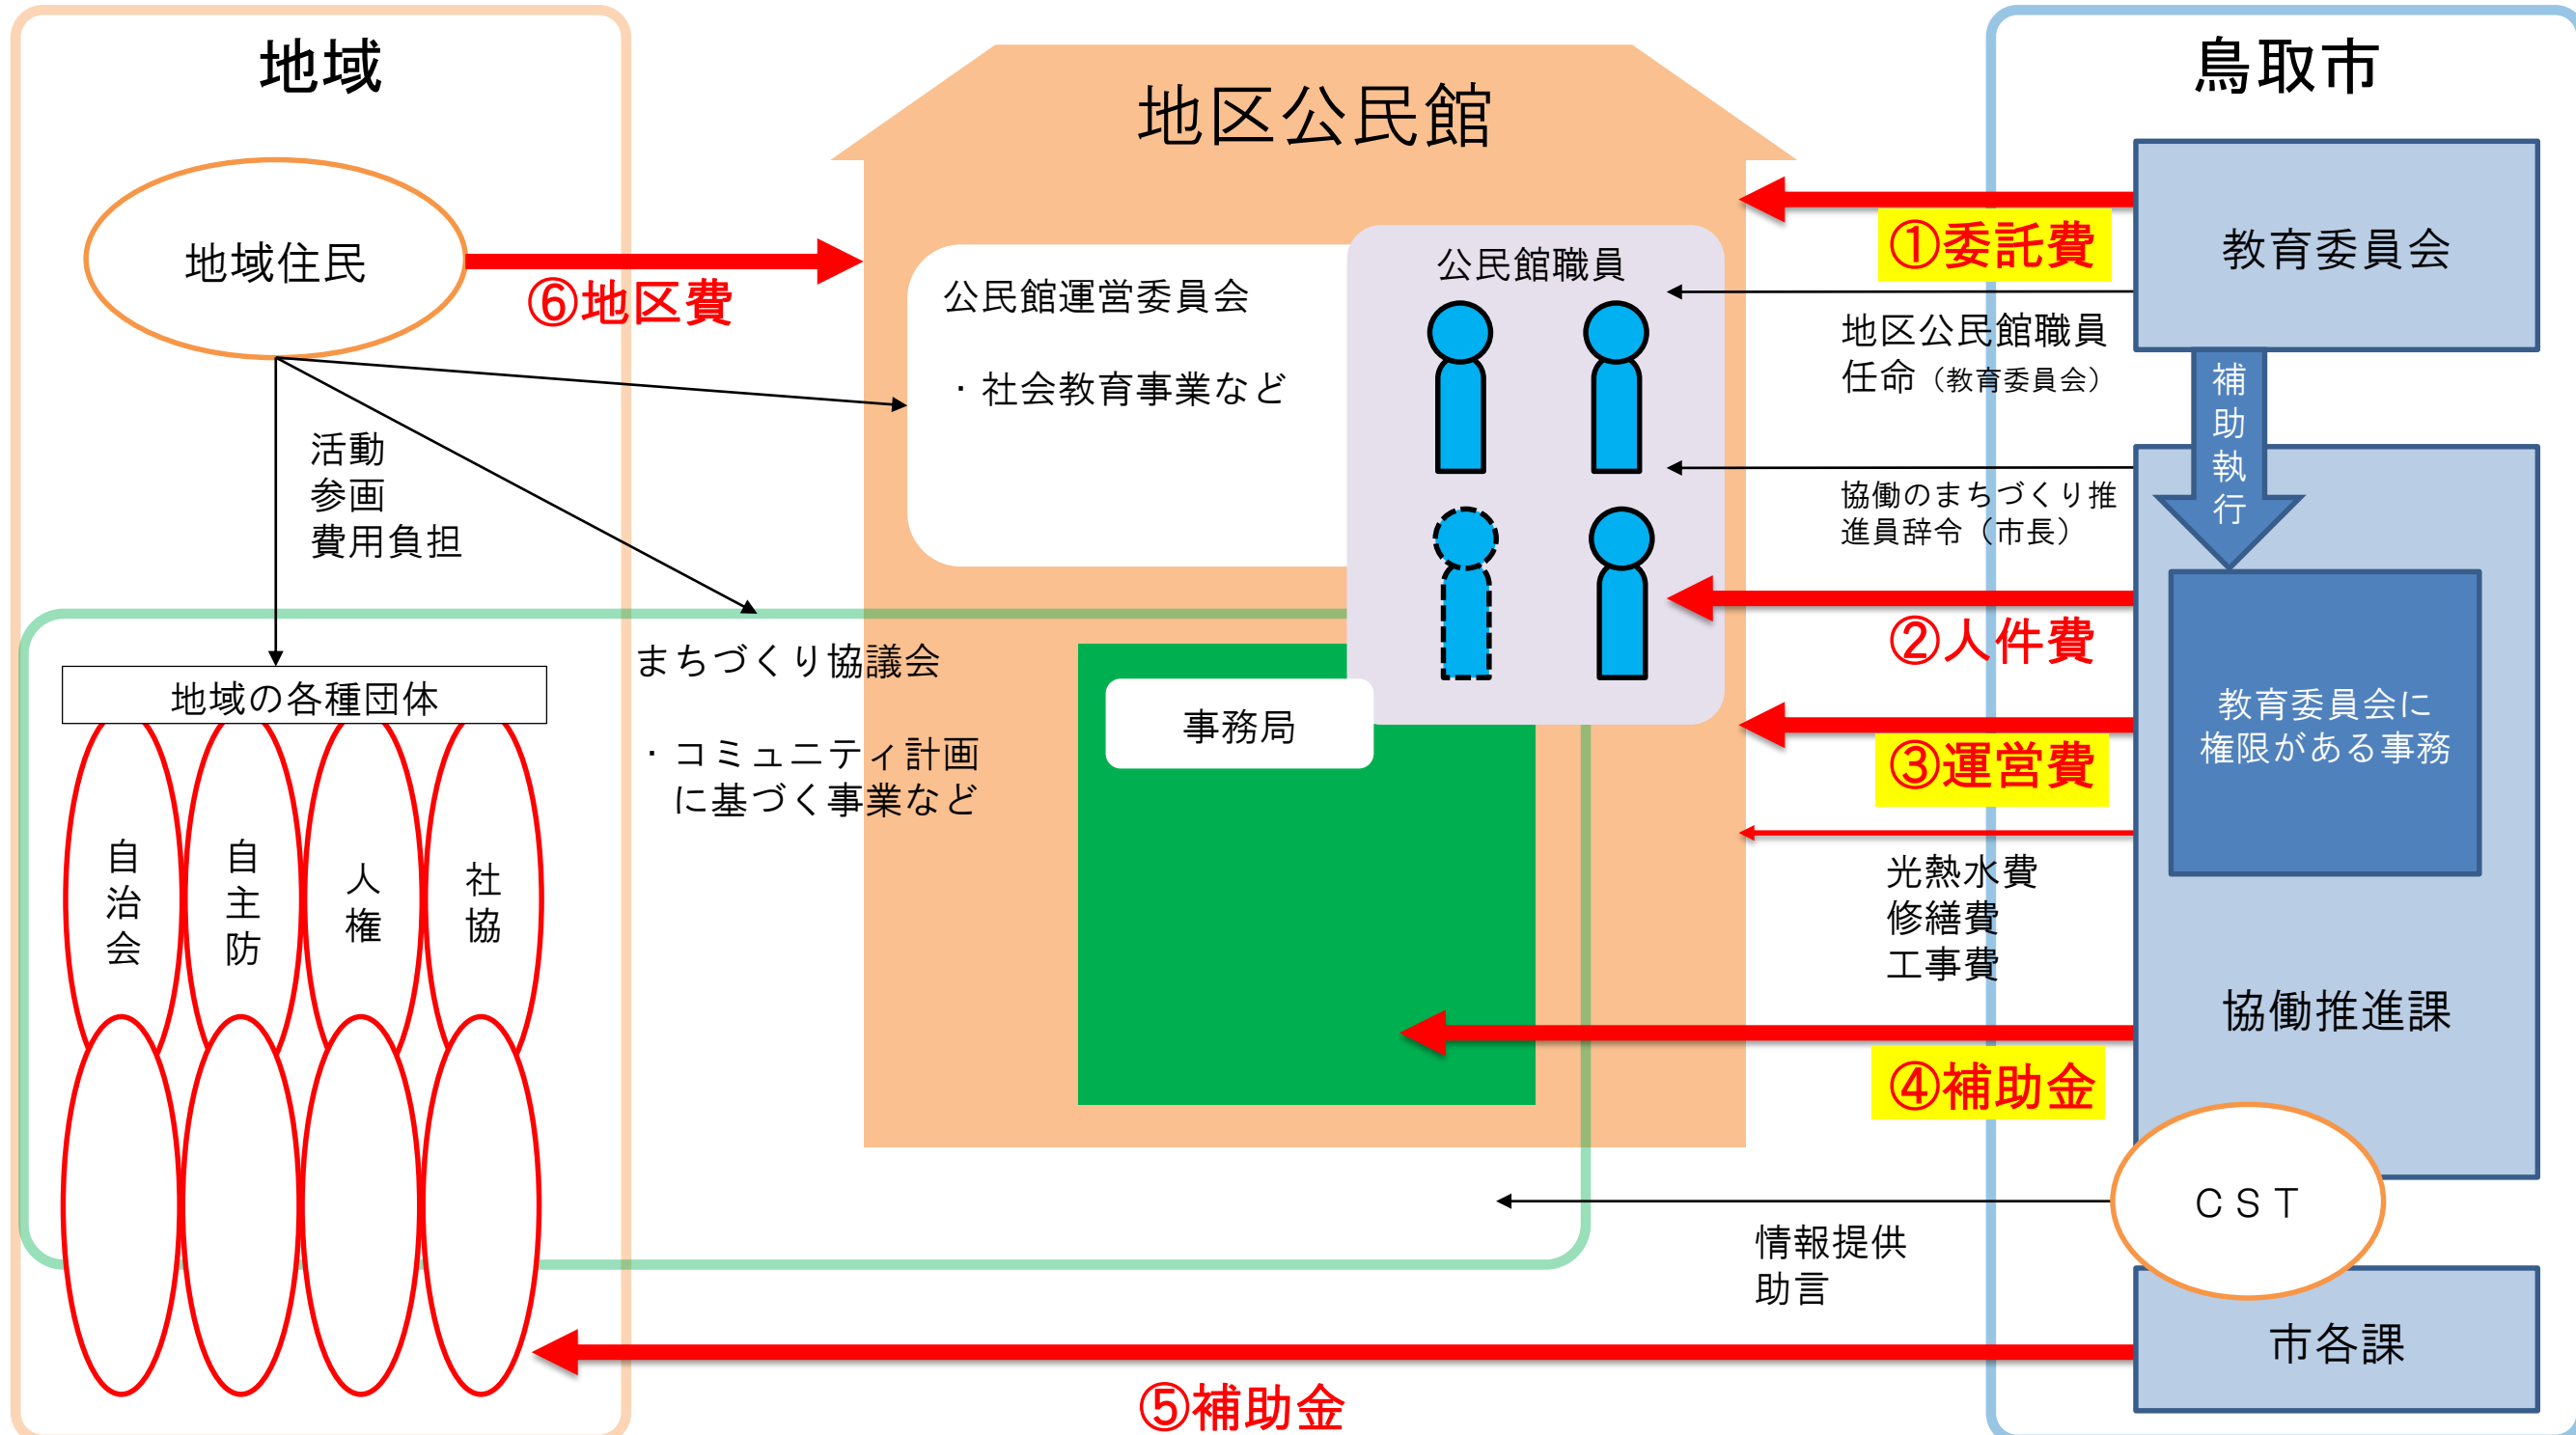 地域
地域住民
⑥地区費
活動
参画
費用負担
地域の各種団体
自治会
自主防
人権
社協
地区公民館
公民館運営委員会
・社会教育事業など
公民館職員
まちづくり協議会
・コミュニティ計画
に基づく事業など
事務局
①委託費
地区公民館職員
任命（教育委員会）
協働のまちづくり推
進員辞令（市長）
②人件費
③運営費
光熱水費
修繕費
工事費
④補助金
情報提供
助言
⑤補助金
鳥取市
教育委員会
補助執行
教育委員会に
権限がある事務
協働推進課
ＣＳＴ
市各課